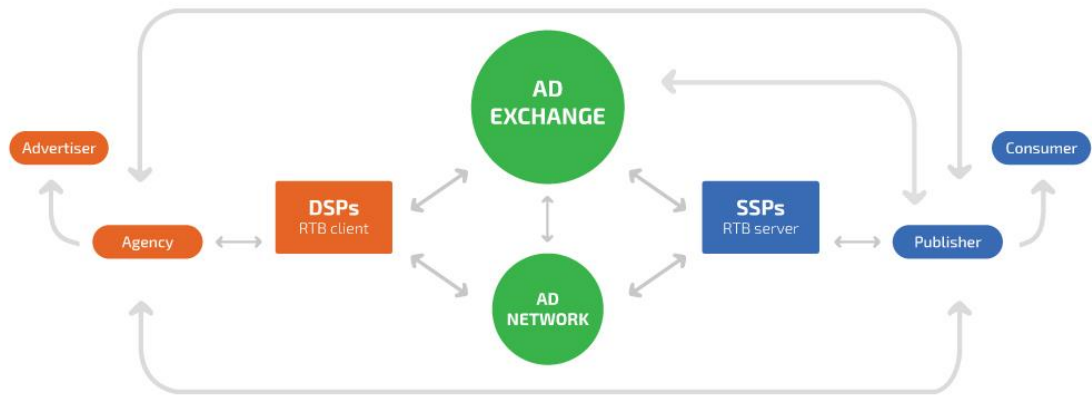 AD
EXCHANGE
Advertiser
Consumer
DSPs
RTB client
SSPs
RTB server
Agency
Publisher
AD
NETWORK